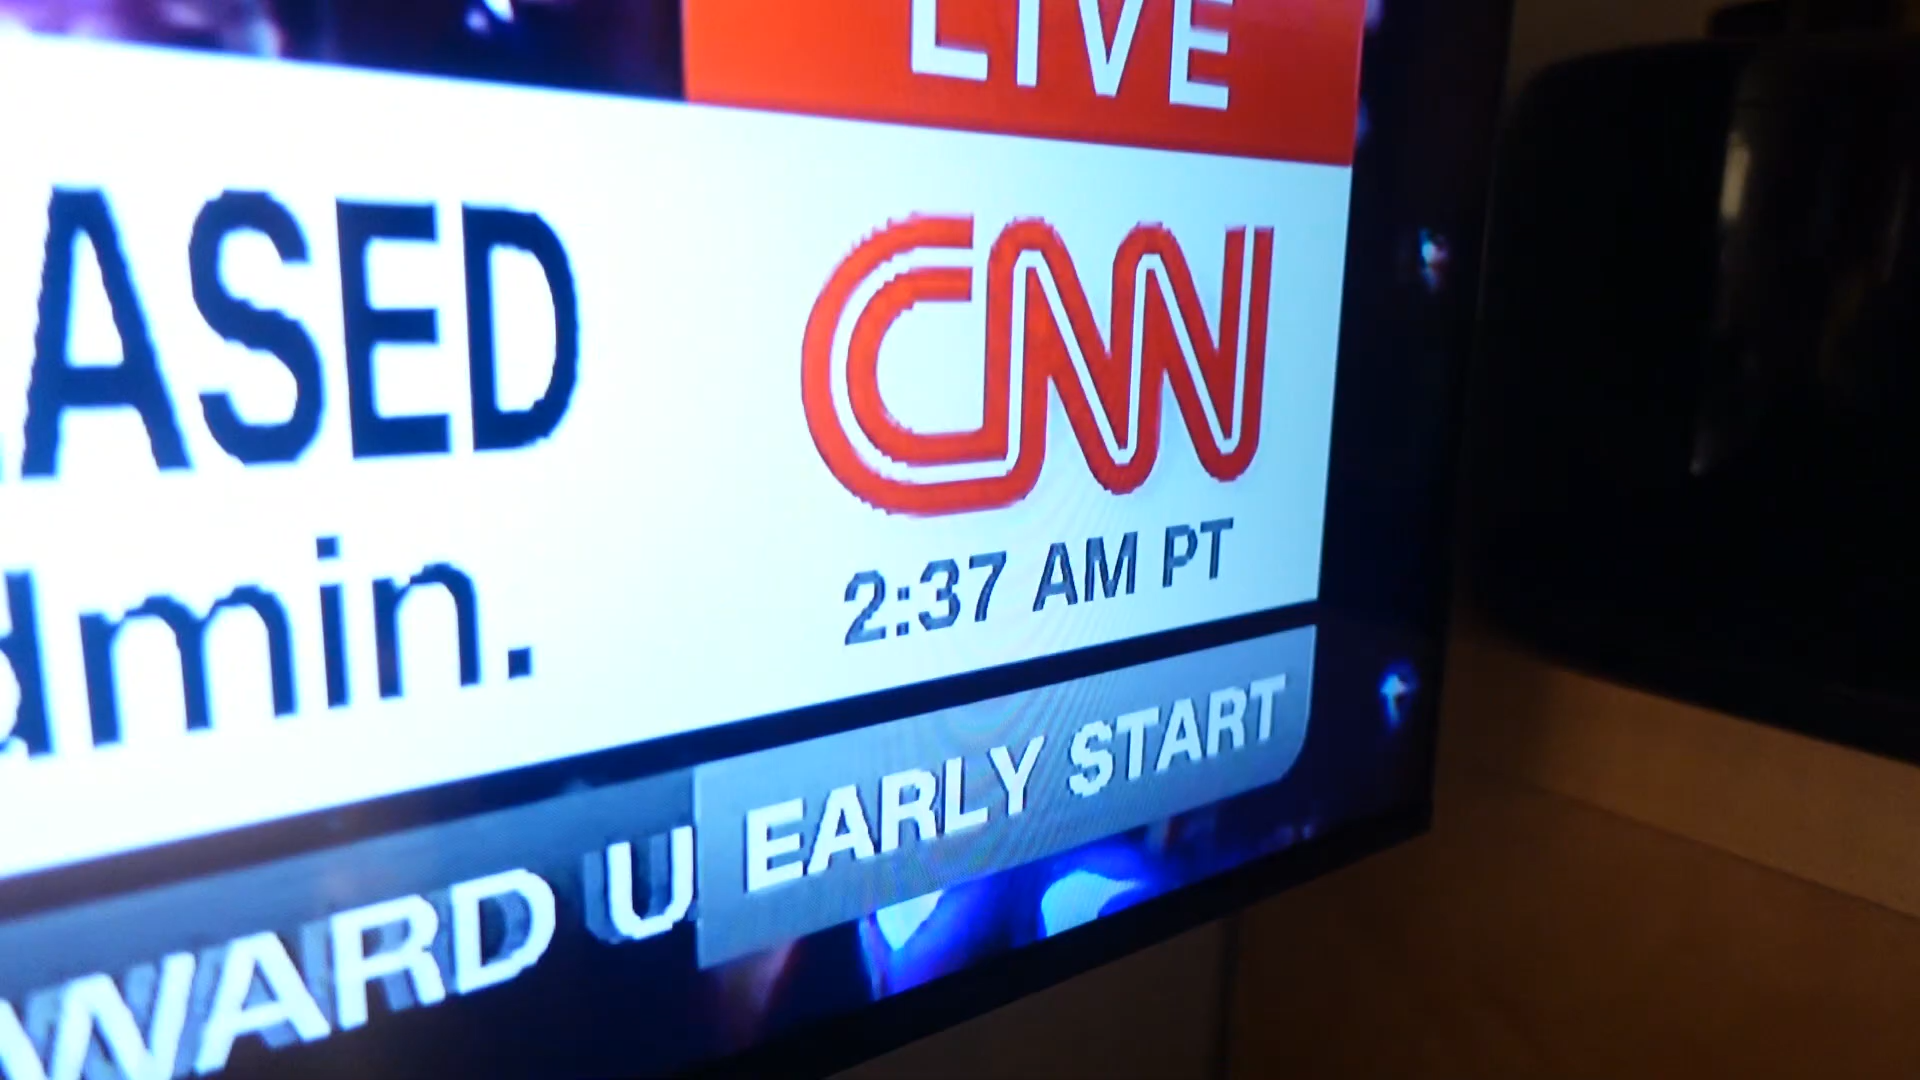 LIVE
ASED
CNN
dmin.
2:37 AM PT
EARLY START
WARD U